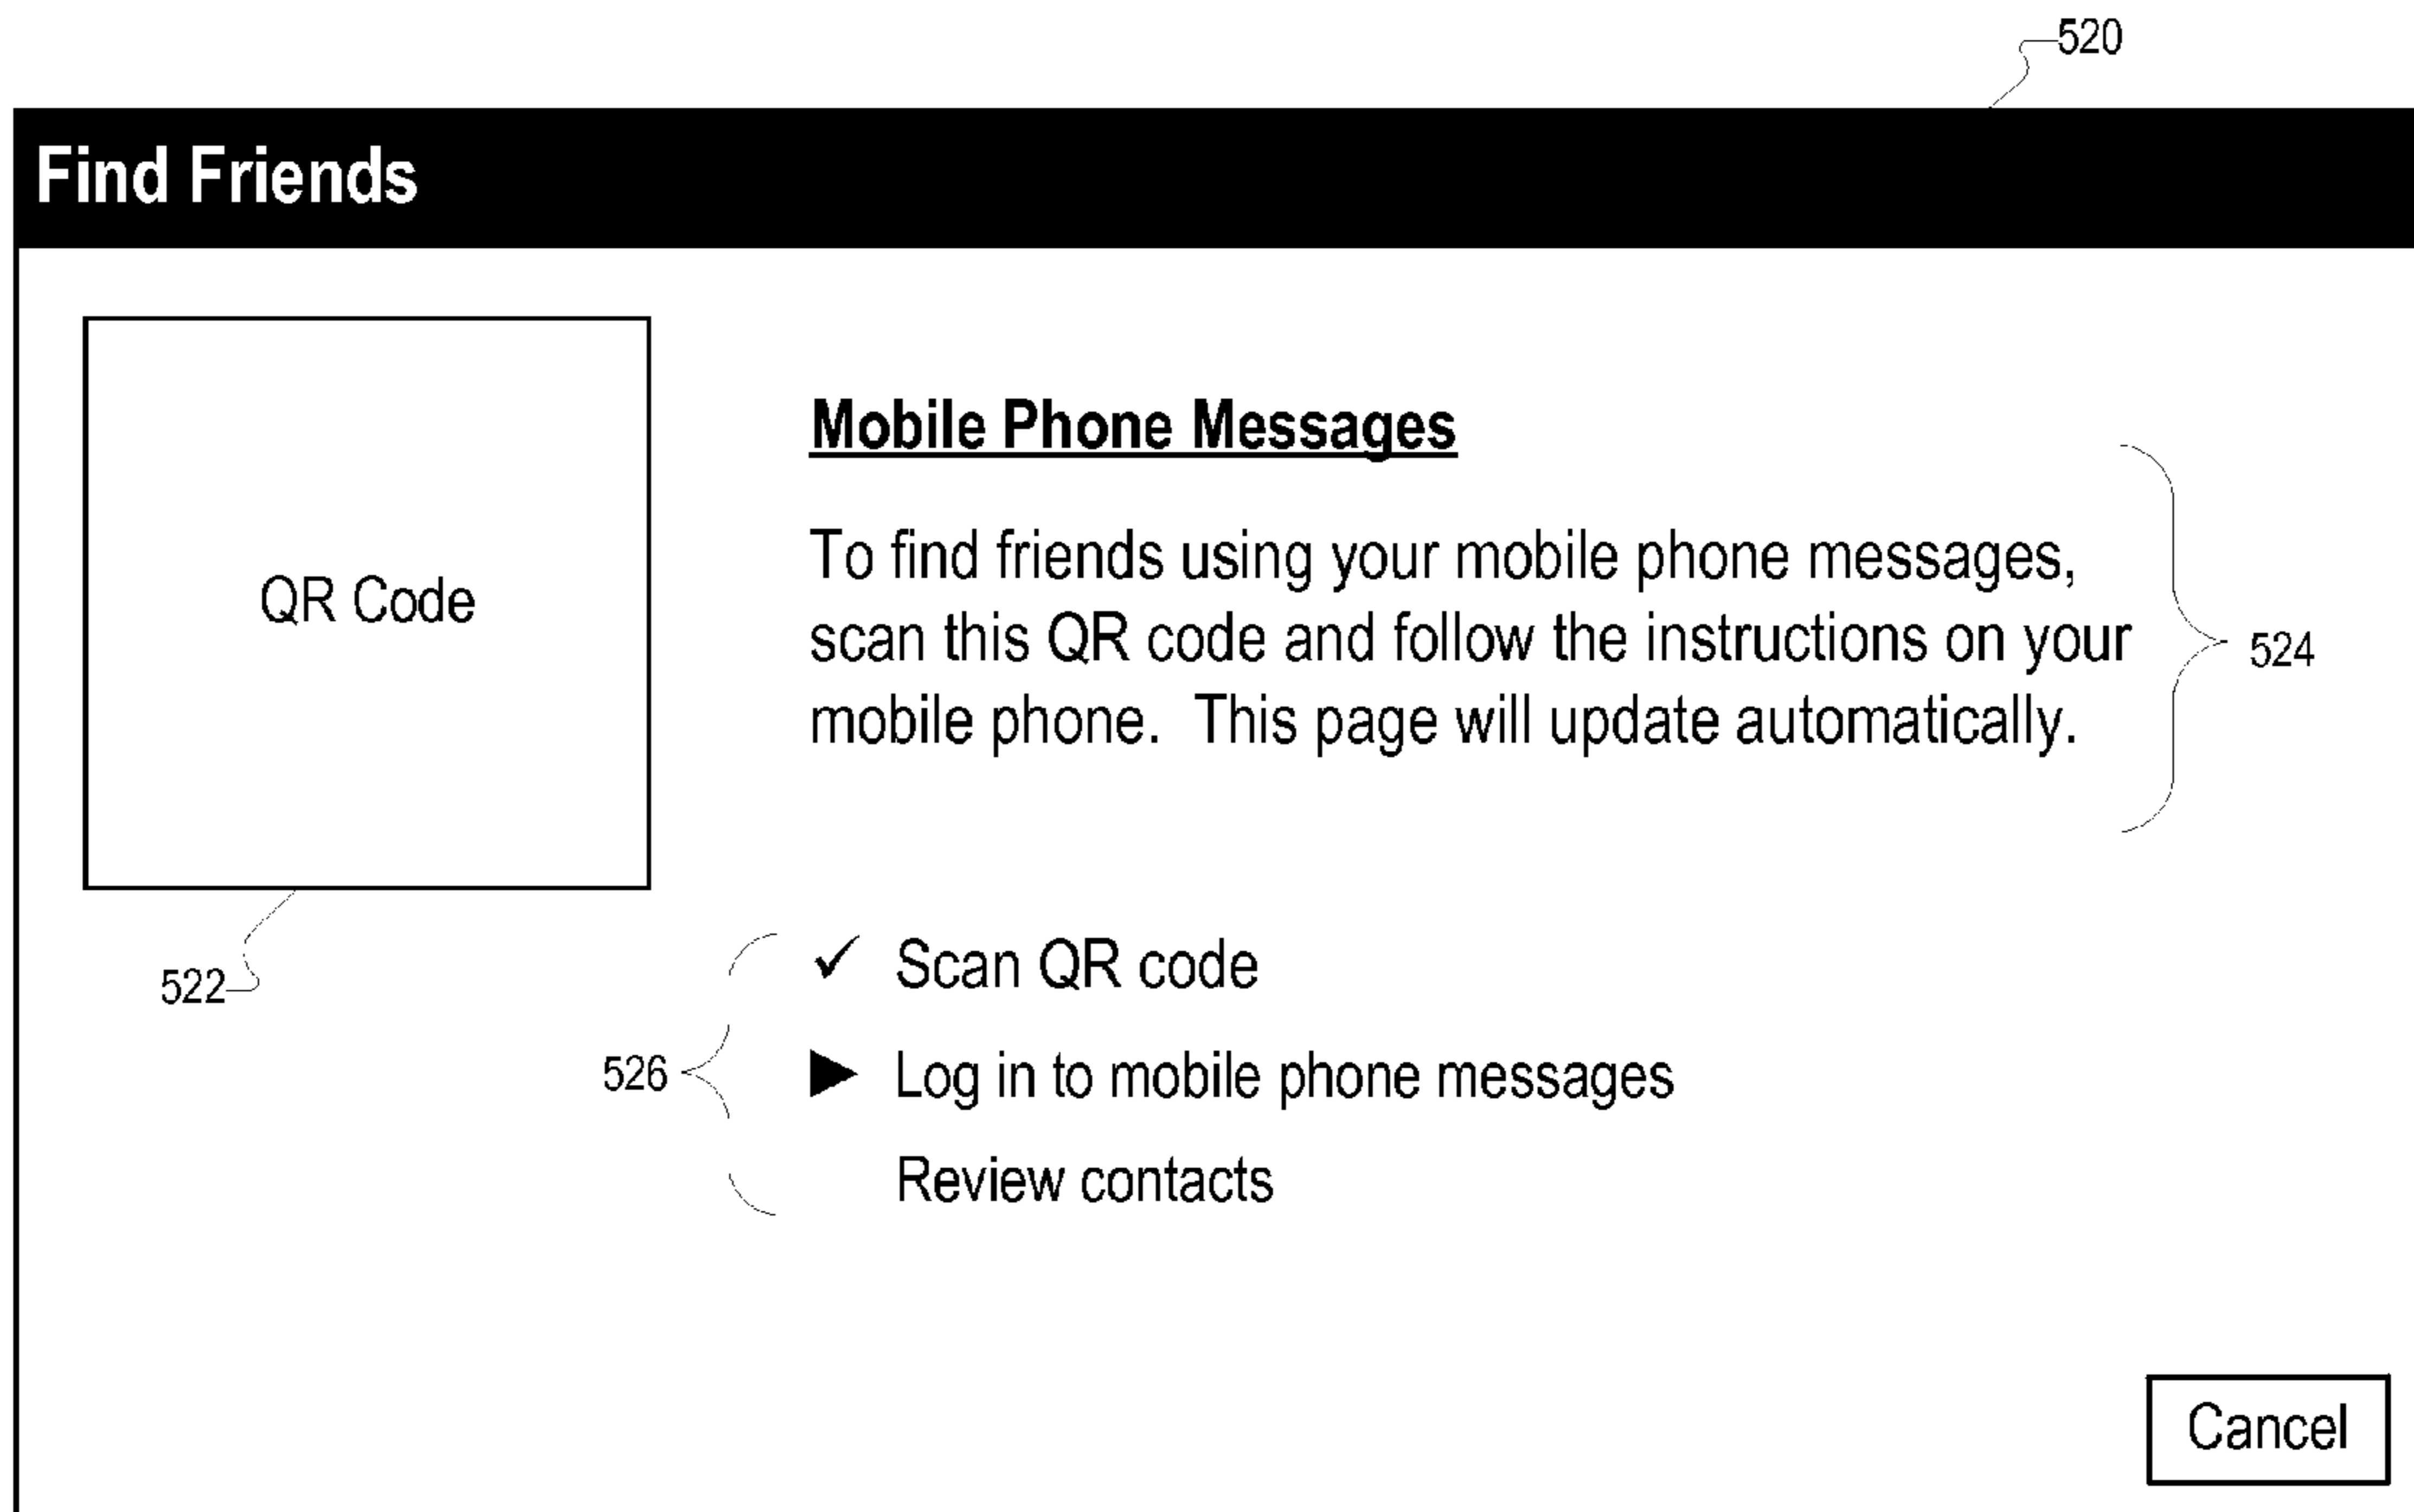 520
Find Friends
QR Code
Mobile Phone Messages
To find friends using your mobile phone messages,
scan this QR code and follow the instructions on your
mobile phone.  This page will update automatically.
524
522
526
✓ Scan QR code
▶ Log in to mobile phone messages
Review contacts
Cancel